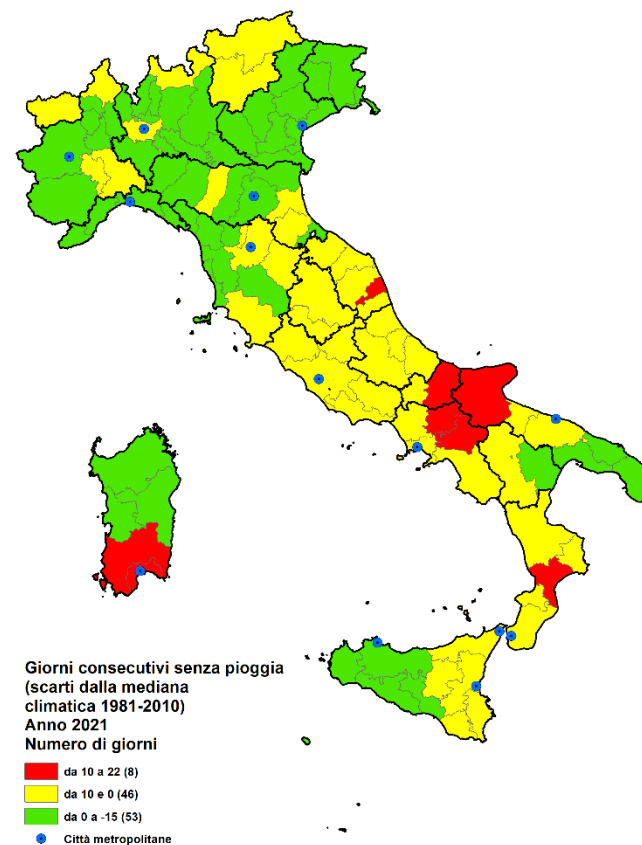 Giorni consecutivi senza pioggia
(scarti dalla mediana
climatica 1981-2010)
Anno 2021
Numero di giorni
da 10 a 22 (8)
da 10 e 0 (46)
da 0 a -15 (53)
Città metropolitane